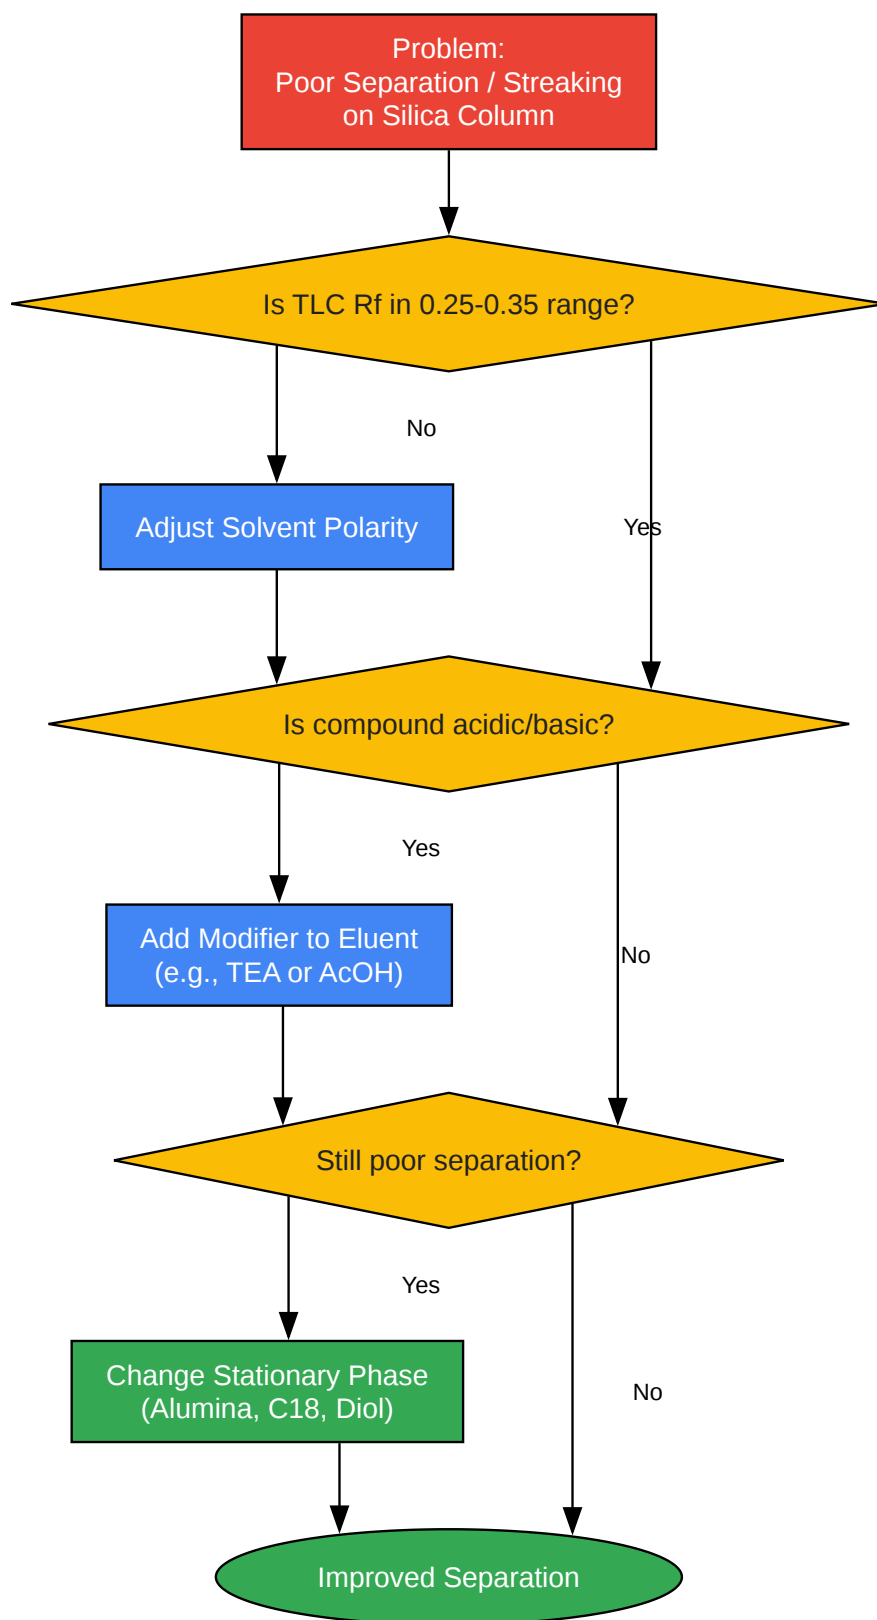 Problem:
Poor Separation / Streaking
on Silica Column
Is TLC Rf in 0.25-0.35 range?
No
Adjust Solvent Polarity
Yes
Is compound acidic/basic?
Yes
Add Modifier to Eluent
(e.g., TEA or AcOH)
No
Still poor separation?
Yes
Change Stationary Phase
(Alumina, C18, Diol)
No
Improved Separation